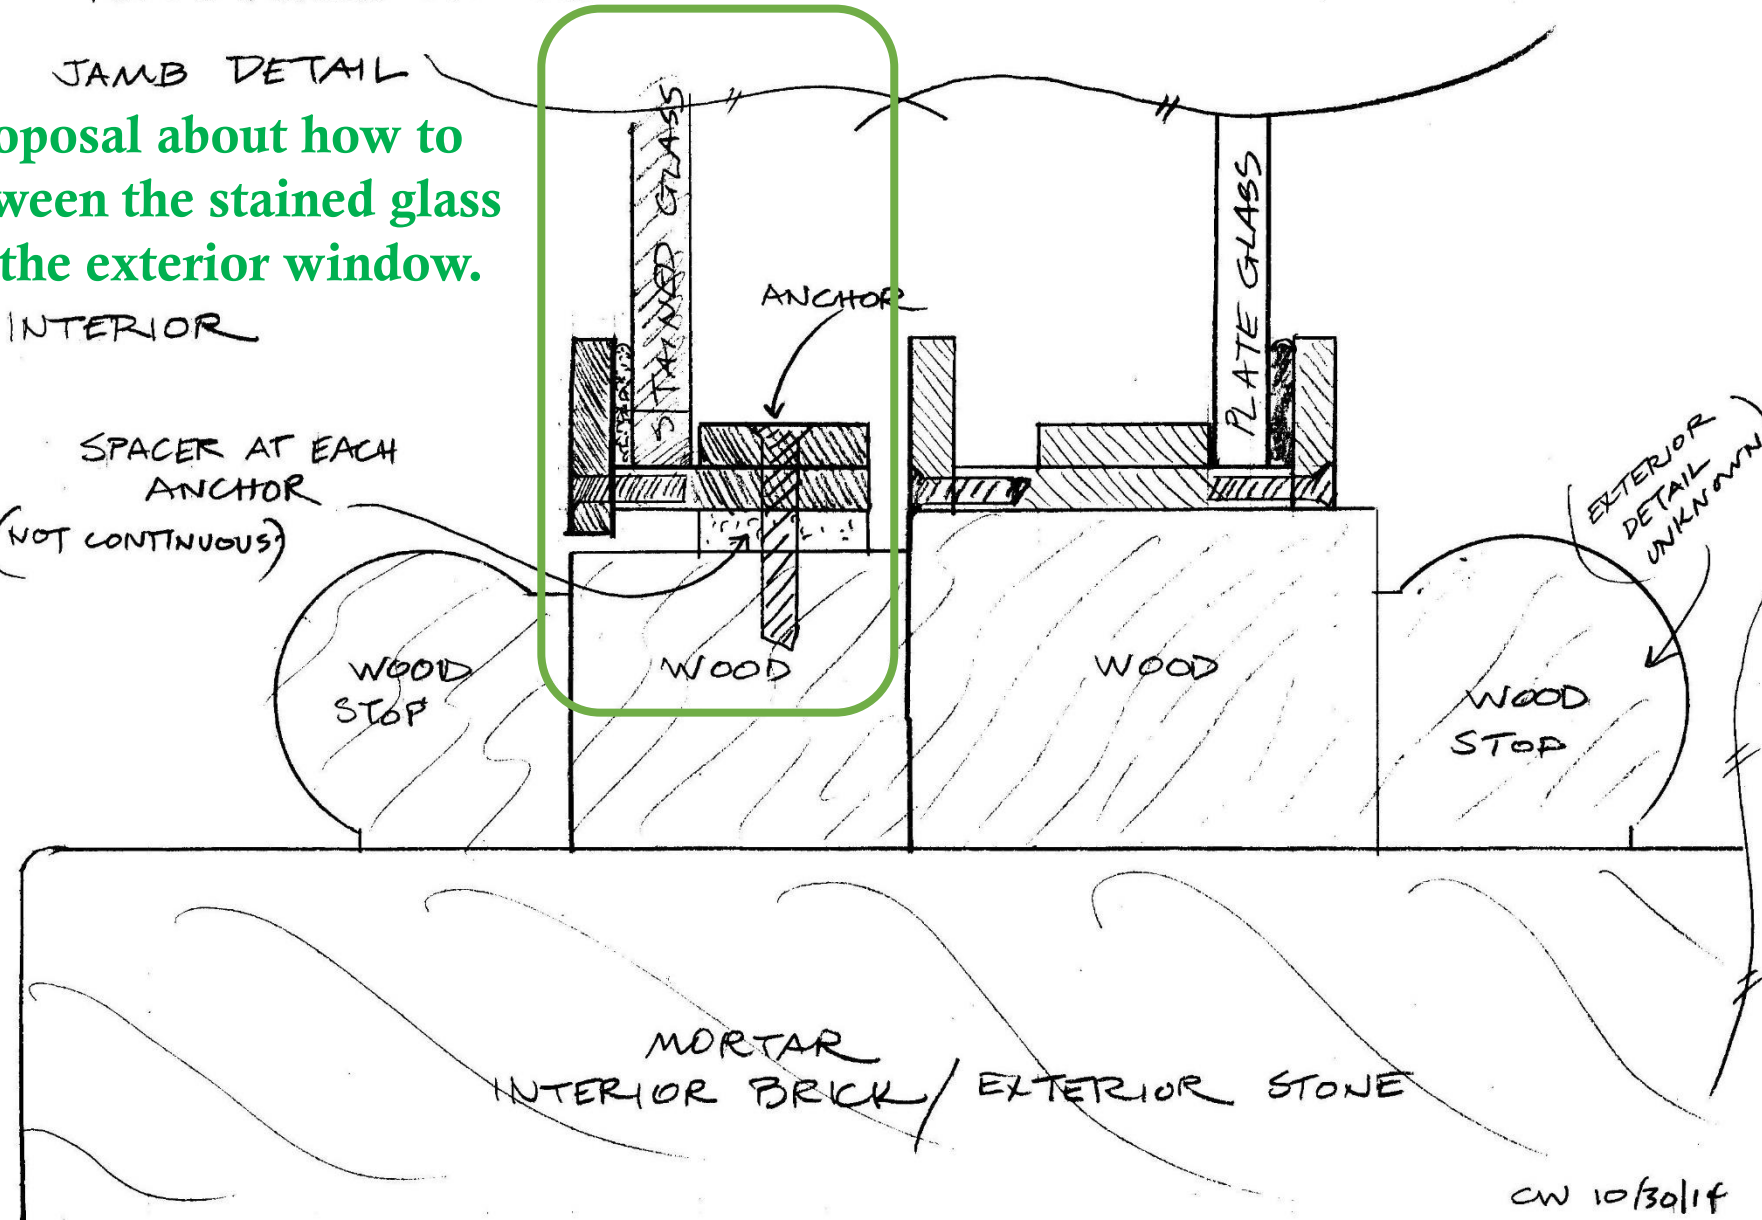 JAMB DETAIL
oposal about how to
ween the stained glass
the exterior window.
INTERIOR
STAINED GLASS
ANCHOR
PLATE GLASS
SPACER AT EACH
ANCHOR
(NOT CONTINUOUS)
EXTERIOR
DETAIL
UNKNOWN
WOOD
STOP
WOOD
WOOD
WOOD
STOP
MORTAR
INTERIOR BRICK / EXTERIOR STONE
CW 10/30/14